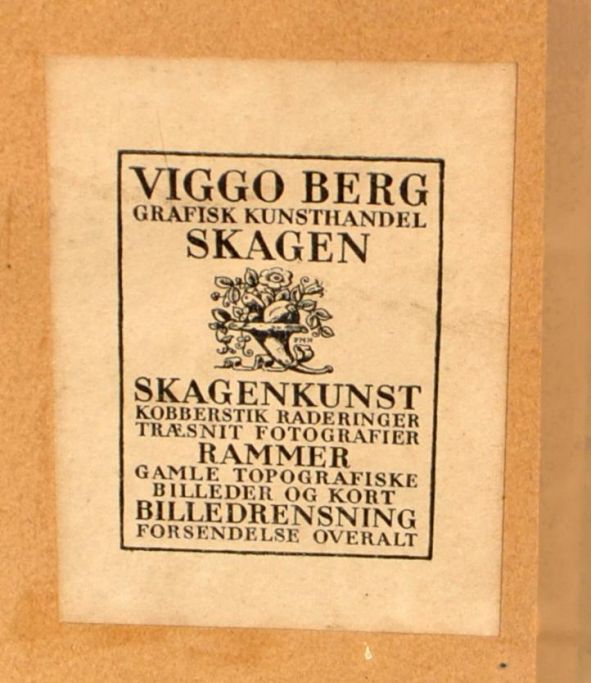 VIGGO BERG
GRAFISK KUNSTHANDEL
SKAGEN
SKAGENKUNST
KOBBERSTIK RADERINGER
TRÆSNIT FOTOGRAFIER
RAMMER
GAMLE TOPOGRAFISKE
BILLEDER OG KORT
BILLEDRENSNING
FORSENDELSE OVERALT